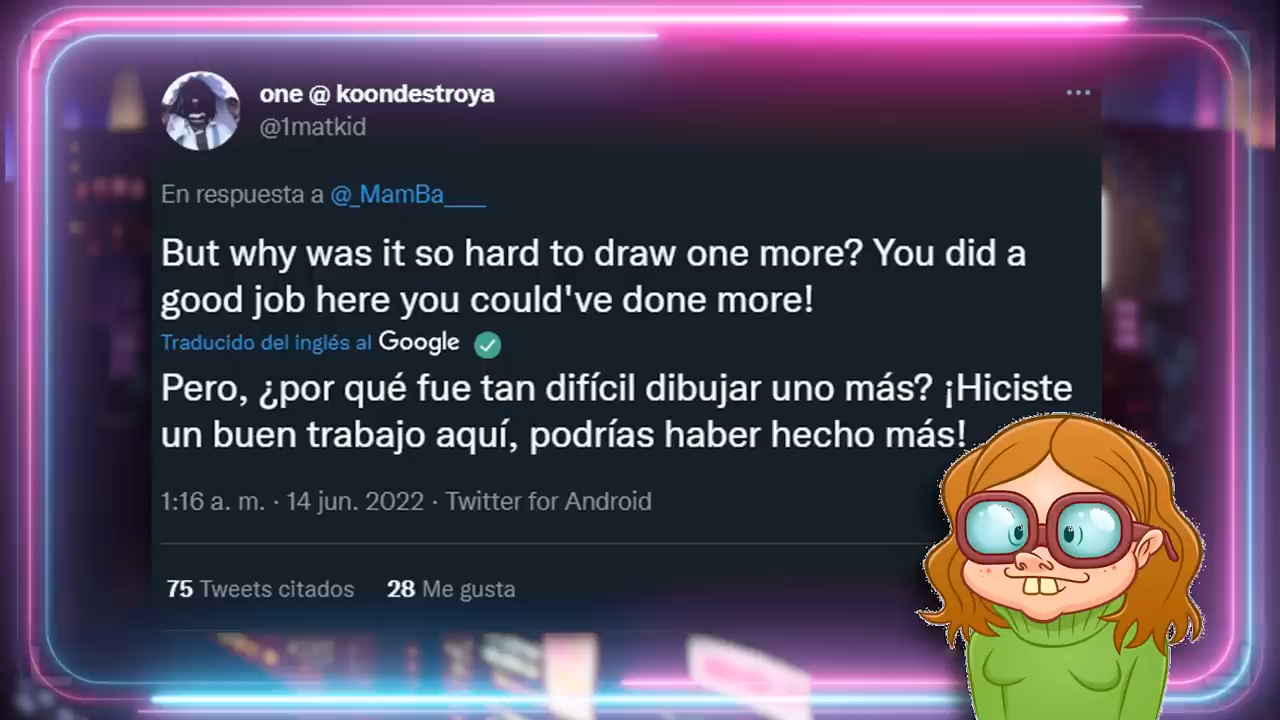 one @ koondestroya
@1matkid
En respuesta a @_MamBa___
But why was it so hard to draw one more? You did a
good job here you could've done more!
Traducido del inglés al Google
Pero, ¿por qué fue tan difícil dibujar uno más? ¡Hiciste
un buen trabajo aquí, podrías haber hecho más!
1:16 a. m. · 14 jun. 2022 · Twitter for Android
75 Tweets citados 28 Me gusta